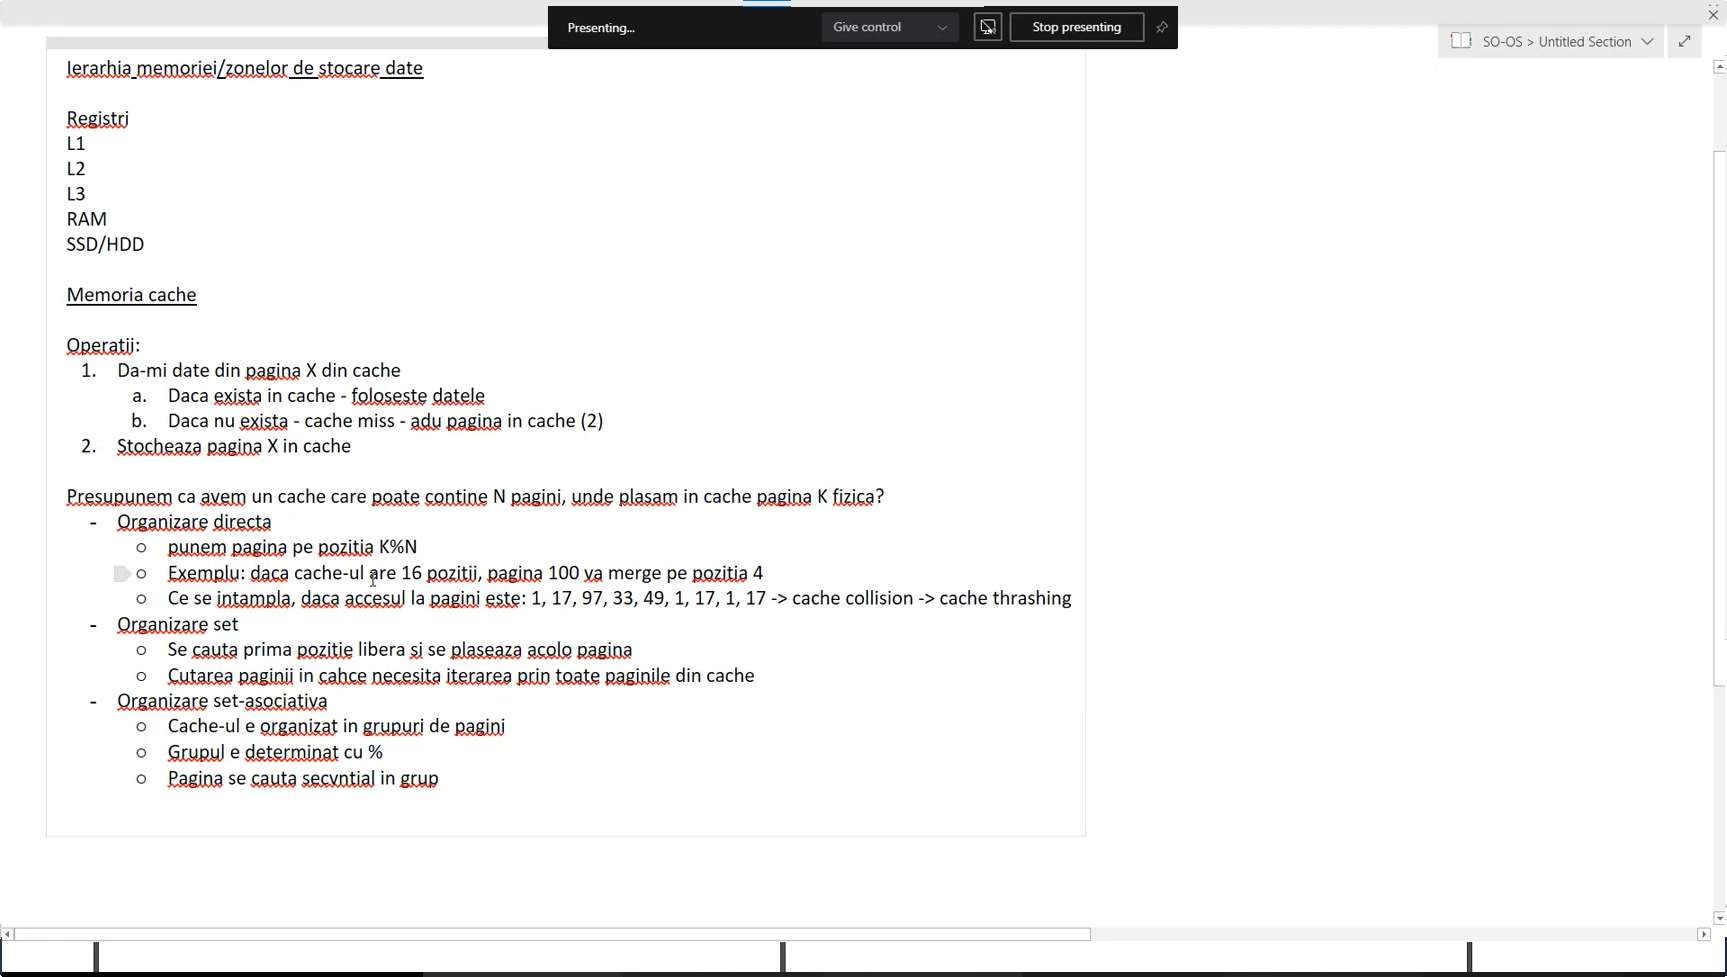 Presenting...
Give control
Stop presenting
SO-OS > Untitled Section
Ierarhia memoriei/zonelor de stocare date
Registri
L1
L2
L3
RAM
SSD/HDD
Memoria cache
Operatii:
1. Da-mi date din pagina X din cache
a. Daca exista in cache - foloseste datele
b. Daca nu exista - cache miss - adu pagina in cache (2)
2. Stocheaza pagina X in cache
Presupunem ca avem un cache care poate contine N pagini, unde plasam in cache pagina K fizica?
- Organizare directa
o punem pagina pe pozitia K%N
o Exemplu: daca cache-ul are 16 pozitii, pagina 100 va merge pe pozitia 4
o Ce se intampla, daca accesul la pagini este: 1, 17, 97, 33, 49, 1, 17, 1, 17 -> cache collision -> cache thrashing
- Organizare set
o Se cauta prima pozitie libera si se plaseaza acolo pagina
o Cutarea paginii in cahce necesita iterarea prin toate paginile din cache
- Organizare set-asociativa
o Cache-ul e organizat in grupuri de pagini
o Grupul e determinat cu %
o Pagina se cauta secvntial in grup